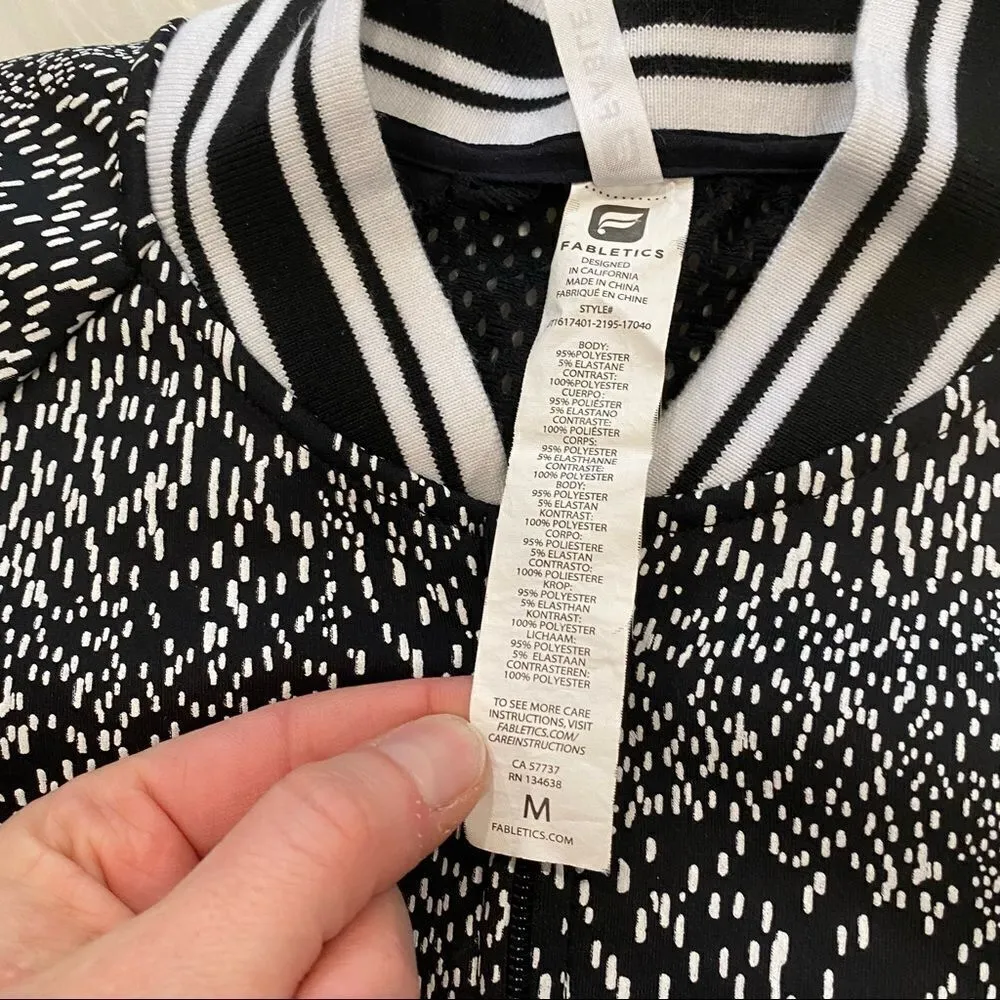 FABLE
FABLETICS
DESIGNED
IN CALIFORNIA
MADE IN CHINA
FABRIQUÉ EN CHINE
STYLE#
1617401-2195-17040
BODY:
95%POLYESTER
5% ELASTANE
CONTRAST:
100%POLYESTER
CUERPO:
95% POLIÉSTER
5% ELASTANO
CONTRASTE:
100% POLIÉSTER
CORPS:
95% POLYESTER
5% ELASTHANNE
CONTRASTE:
100% POLYESTER
BODY:
95% POLYESTER
5% ELASTAN
KONTRAST:
100% POLYESTER
CORPO:
95% POLIESTERE
5% ELASTAN
CONTRASTO:
100% POLIESTERE
KROP:
95% POLYESTER
5% ELASTHAN
KONTRAST:
100% POLYESTER
LICHAAM:
95% POLYESTER
5% ELASTAAN
CONTRASTEREN:
100% POLYESTER
TO SEE MORE CARE
INSTRUCTIONS, VISIT
FABLETICS.COM/
CAREINSTRUCTIONS
CA 57737
RN 134638
M
FABLETICS.COM